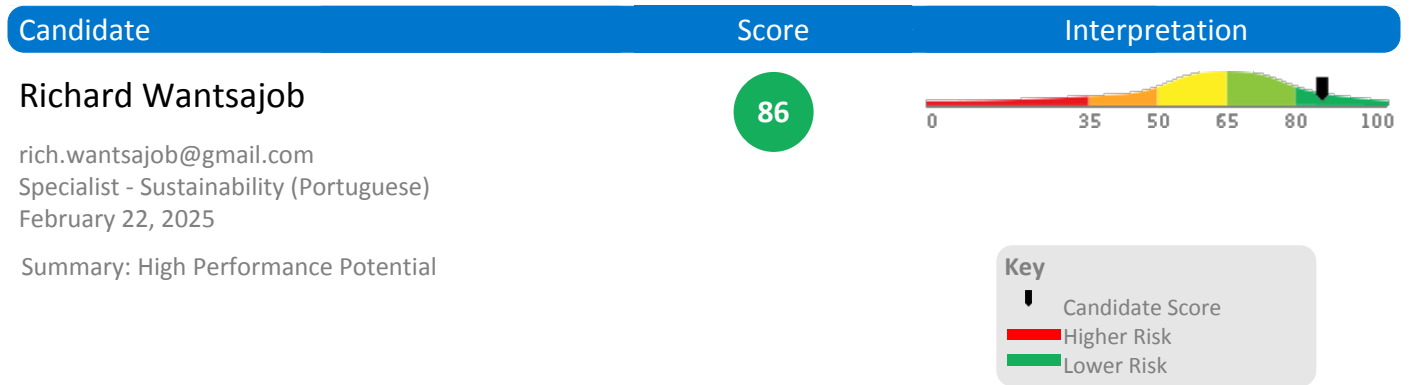 Candidate Score Interpretation
Richard Wantsajob
86
0 35 50 65 80 100
rich.wantsajob@gmail.com
Specialist - Sustainability (Portuguese)
February 22, 2025
Summary: High Performance Potential
Key
Candidate Score
Higher Risk
Lower Risk